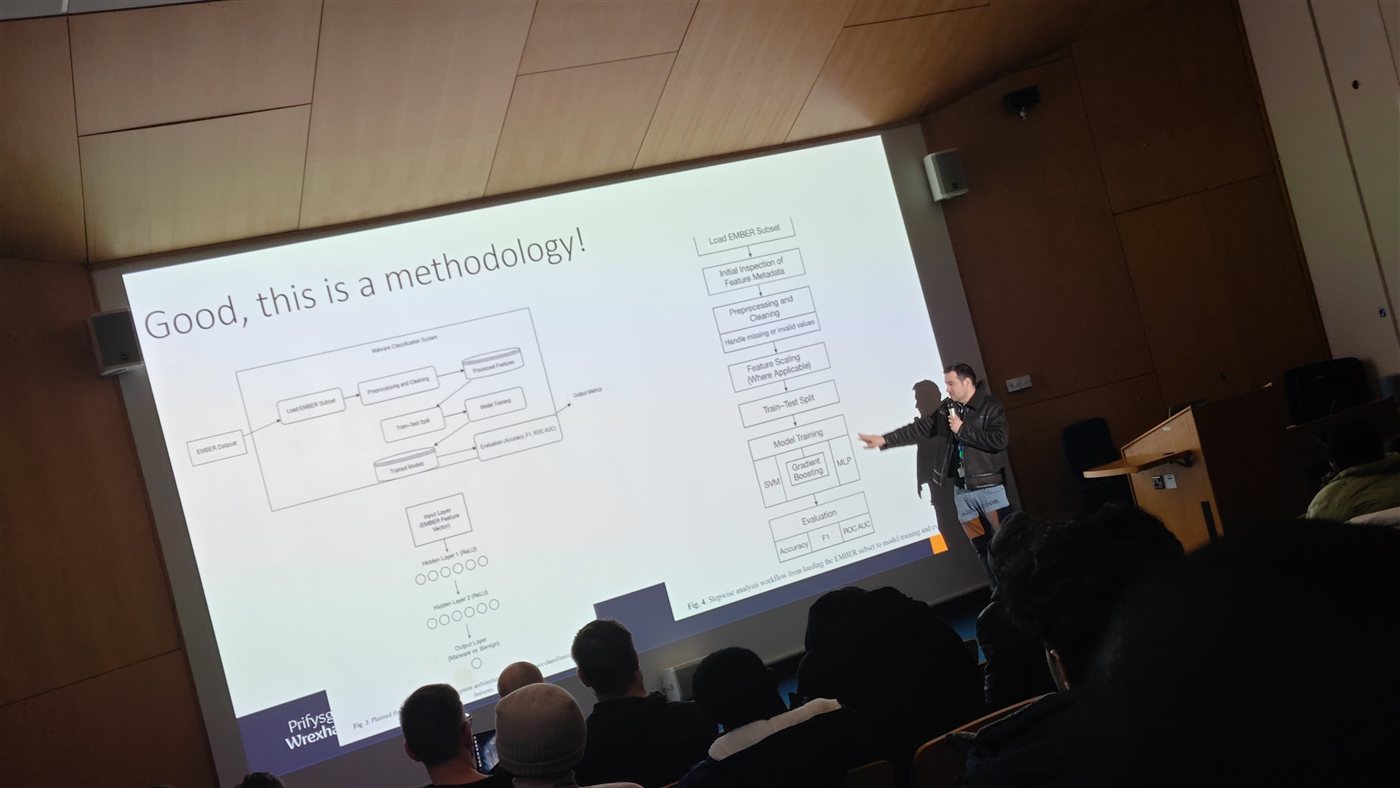 Good, this is a methodology!
Malware Classification System
EMBER Dataset
Load EMBER Subset
Preprocessing and Cleaning
Processed Features
Train–Test Split
Model Training
Trained Models
Evaluation (Accuracy, F1, ROC AUC)
Output Metrics
Input Layer
(EMBER Feature
Vector)
Hidden Layer 1 (ReLU)
Hidden Layer 2 (ReLU)
Output Layer
(Malware vs. Benign)
Fig. 3. Planned
features.
Prifysg
Wrexha
Load EMBER Subset
Initial Inspection of
Feature Metadata
Preprocessing and
Cleaning
Handle missing or invalid values
Feature Scaling
(Where Applicable)
Train–Test Split
Model Training
SVM
Gradient
Boosting
MLP
Evaluation
Accuracy
F1
ROC AUC
Fig. 4. Stepwise analysis workflow from loading the EMBER subset to model training and